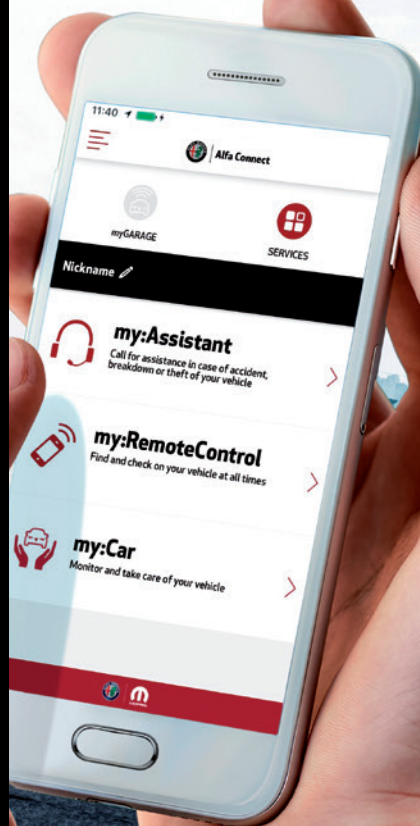 11:40
Alfa Connect
myGARAGE
SERVICES
Nickname
my:Assistant
Call for assistance in case of accident,
breakdown or theft of your vehicle
my:RemoteControl
Find and check on your vehicle at all times
my:Car
Monitor and take care of your vehicle